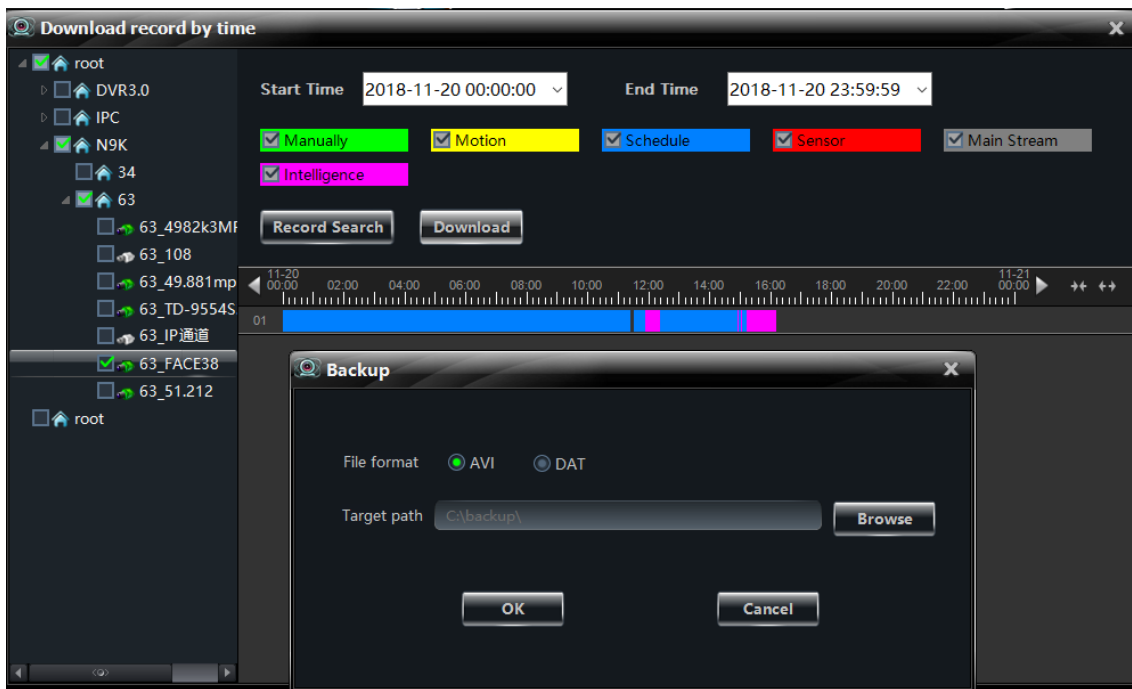 Download record by time
root
DVR3.0
IPC
N9K
34
63
63_4982k3MP
63_108
63_49.881mp
63_TD-9554S
63_IP通道
63_FACE38
63_51.212
root
Start Time 2018-11-20 00:00:00 End Time 2018-11-20 23:59:59
Manually Motion Schedule Sensor Main Stream
Intelligence
Record Search Download
11-20 11-21
00:00 02:00 04:00 06:00 08:00 10:00 12:00 14:00 16:00 18:00 20:00 22:00 00:00
01
Backup
File format AVI DAT
Target path C:\backup\ Browse
OK Cancel